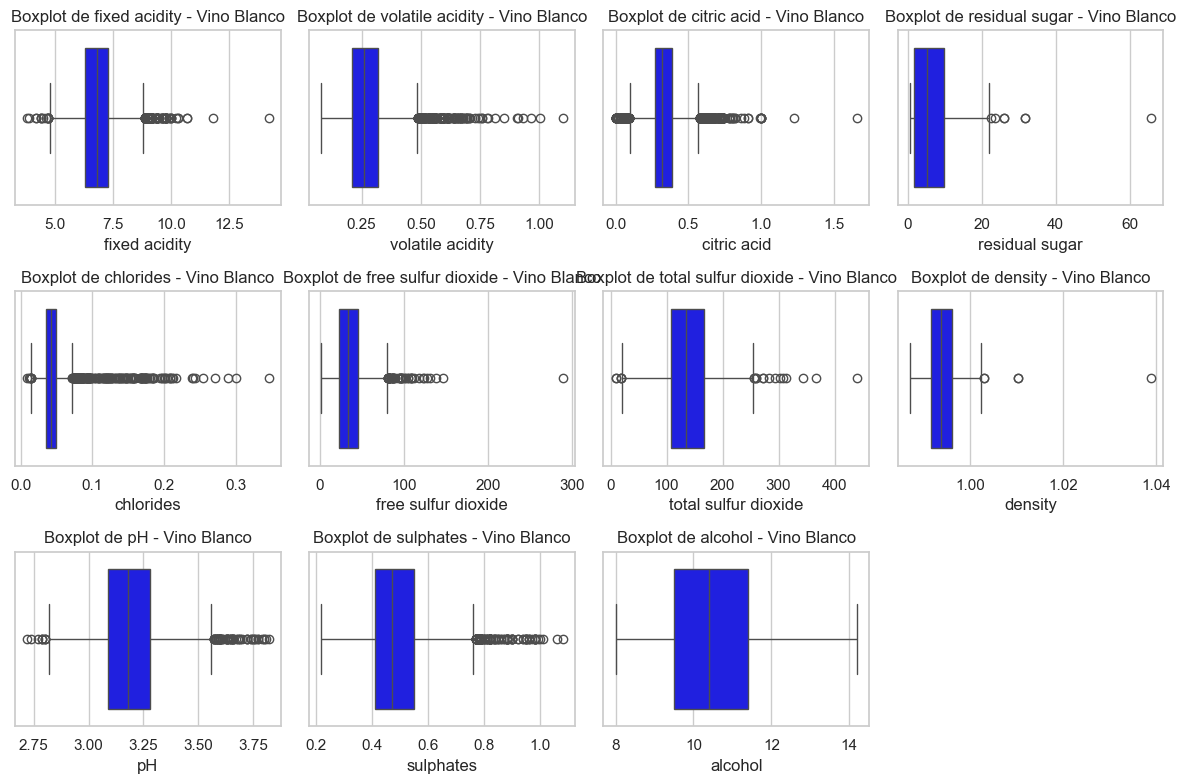 Boxplot de fixed acidity - Vino Blanco
5.0 7.5 10.0 12.5
fixed acidity
Boxplot de volatile acidity - Vino Blanco
0.25 0.50 0.75 1.00
volatile acidity
Boxplot de citric acid - Vino Blanco
0.0 0.5 1.0 1.5
citric acid
Boxplot de residual sugar - Vino Blanco
0 20 40 60
residual sugar
Boxplot de chlorides - Vino Blanco
0.0 0.1 0.2 0.3
chlorides
Boxplot de free sulfur dioxide - Vino Blanco
0 100 200 300
free sulfur dioxide
Boxplot de total sulfur dioxide - Vino Blanco
0 100 200 300 400
total sulfur dioxide
Boxplot de density - Vino Blanco
1.00 1.02 1.04
density
Boxplot de pH - Vino Blanco
2.75 3.00 3.25 3.50 3.75
pH
Boxplot de sulphates - Vino Blanco
0.2 0.4 0.6 0.8 1.0
sulphates
Boxplot de alcohol - Vino Blanco
8 10 12 14
alcohol